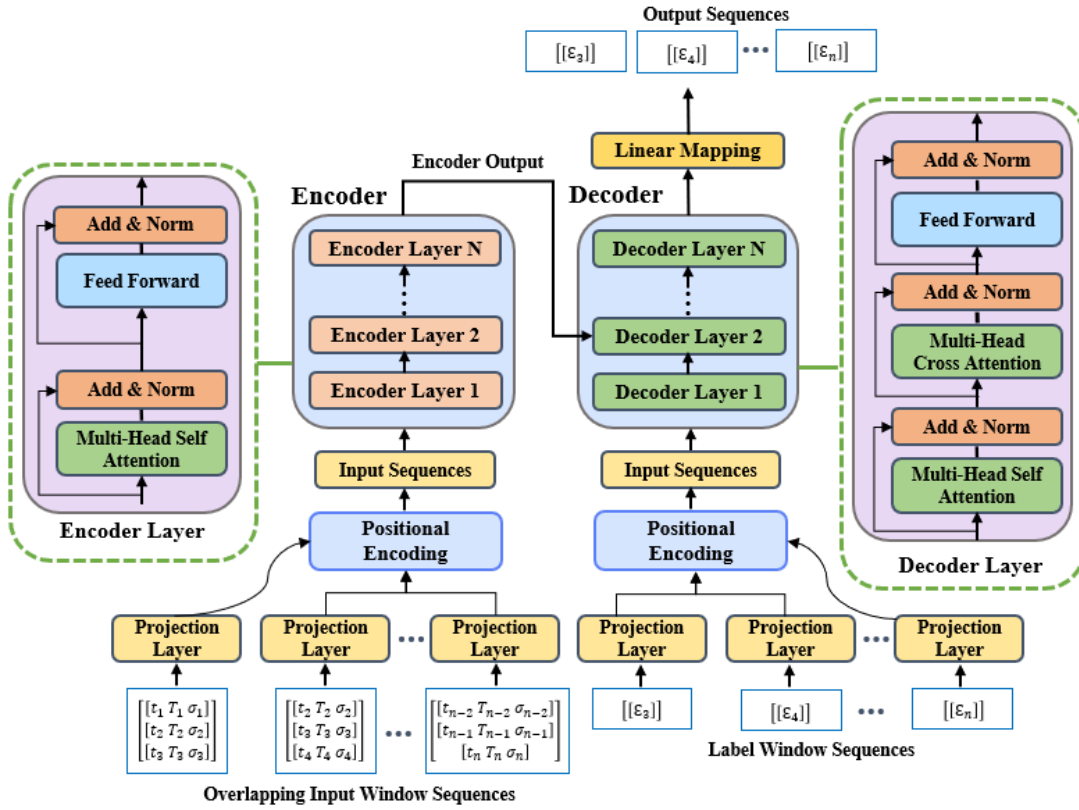 Output Sequences
[[ε₃]]
[[ε₄]]
•••
[[εₙ]]
Linear Mapping
Encoder Output
Encoder
Encoder Layer N
Encoder Layer 2
Encoder Layer 1
Decoder
Decoder Layer N
Decoder Layer 2
Decoder Layer 1
Add & Norm
Feed Forward
Add & Norm
Multi-Head Self
Attention
Encoder Layer
Add & Norm
Feed Forward
Add & Norm
Multi-Head
Cross Attention
Add & Norm
Multi-Head Self
Attention
Decoder Layer
Input Sequences
Input Sequences
Positional
Encoding
Positional
Encoding
Projection
Layer
Projection
Layer
•••
Projection
Layer
Projection
Layer
Projection
Layer
•••
Projection
Layer
[[t₁ T₁ σ₁]
[t₂ T₂ σ₂]
[t₃ T₃ σ₃]]
[[t₂ T₂ σ₂]
[t₃ T₃ σ₃]
[t₄ T₄ σ₄]]
•••
[[tₙ₋₂ Tₙ₋₂ σₙ₋₂]
[tₙ₋₁ Tₙ₋₁ σₙ₋₁]
[tₙ Tₙ σₙ]]
[[ε₃]]
[[ε₄]]
•••
[[εₙ]]
Label Window Sequences
Overlapping Input Window Sequences